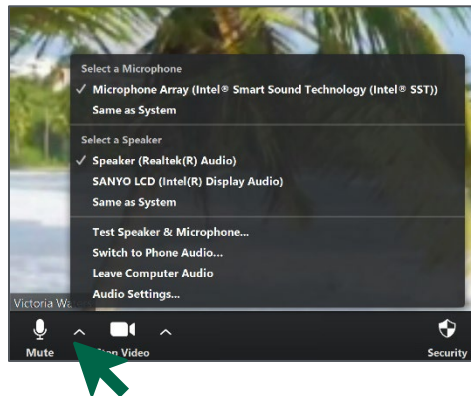 Select a Microphone
✓ Microphone Array (Intel® Smart Sound Technology (Intel® SST))
Same as System
Select a Speaker
✓ Speaker (Realtek(R) Audio)
SANYO LCD (Intel(R) Display Audio)
Same as System
Test Speaker & Microphone...
Switch to Phone Audio...
Leave Computer Audio
Audio Settings...
Victoria
Mute Video Security